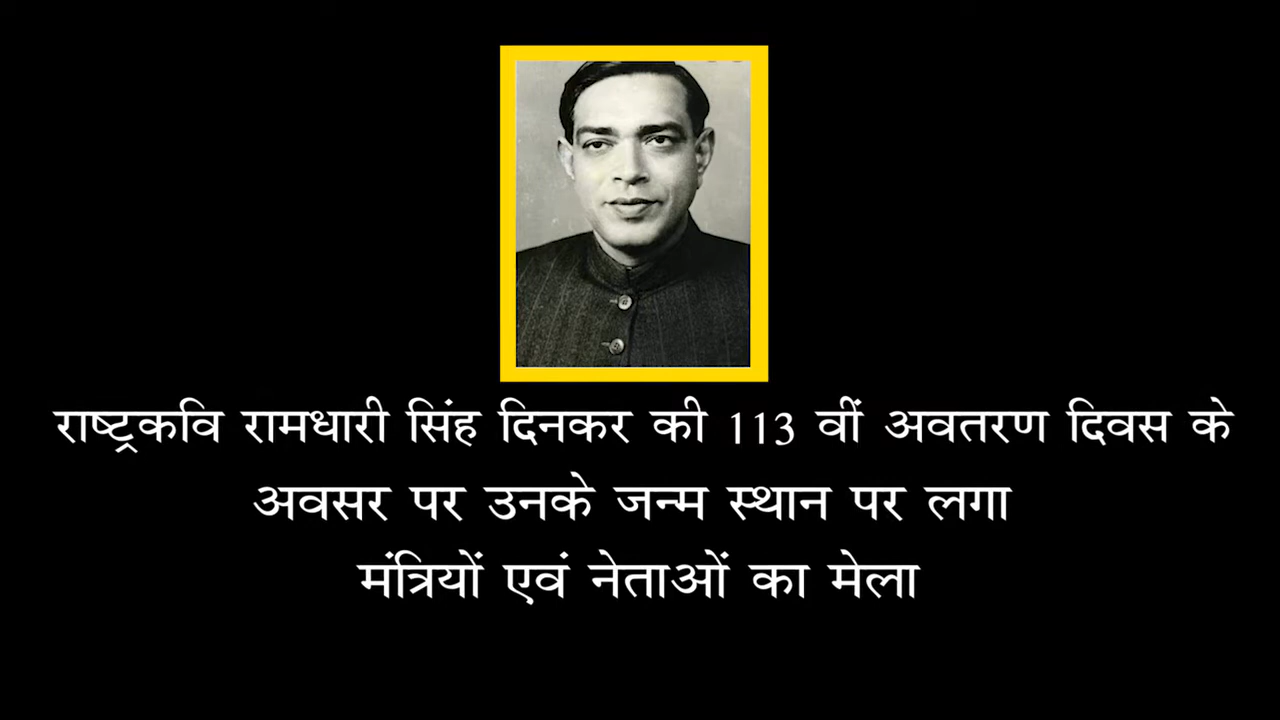 राष्ट्रकवि रामधारी सिंह दिनकर की 113 वीं अवतरण दिवस के
अवसर पर उनके जन्म स्थान पर लगा
मंत्रियों एवं नेताओं का मेला